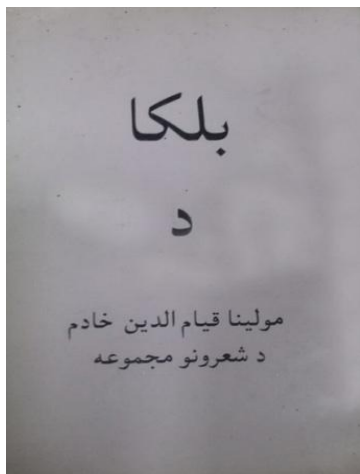 بلکا
د
مولینا قیام الدین خادم
د شعرونو مجموعه